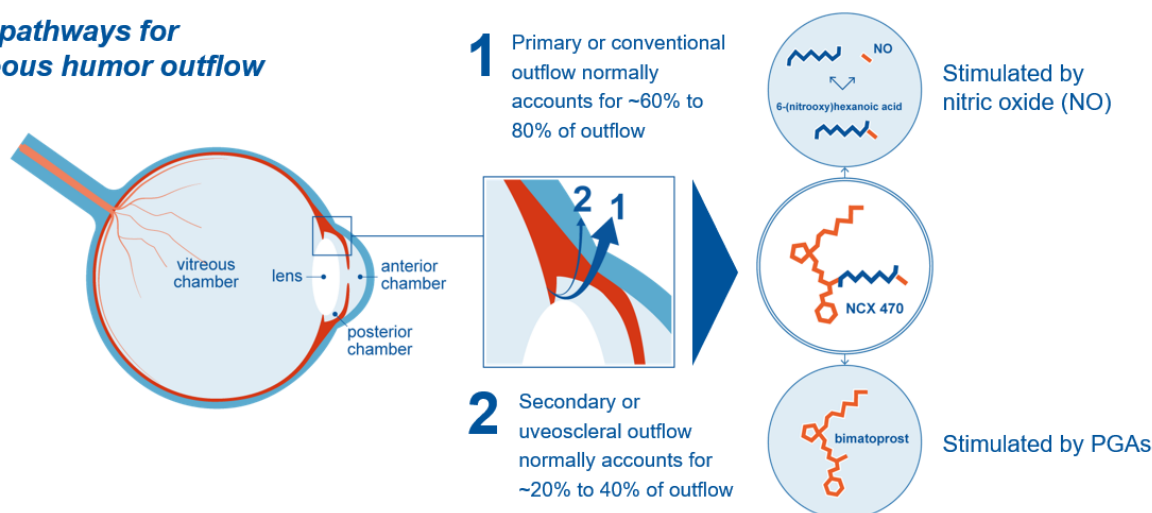 pathways for
ous humor outflow
1
Primary or conventional
outflow normally
accounts for ~60% to
80% of outflow
NO
6-(nitrooxy)hexanoic acid
Stimulated by
nitric oxide (NO)
2 1
vitreous
chamber
lens
anterior
chamber
posterior
chamber
NCX 470
2
Secondary or
uveoscleral outflow
normally accounts for
~20% to 40% of outflow
bimatoprost
Stimulated by PGAs